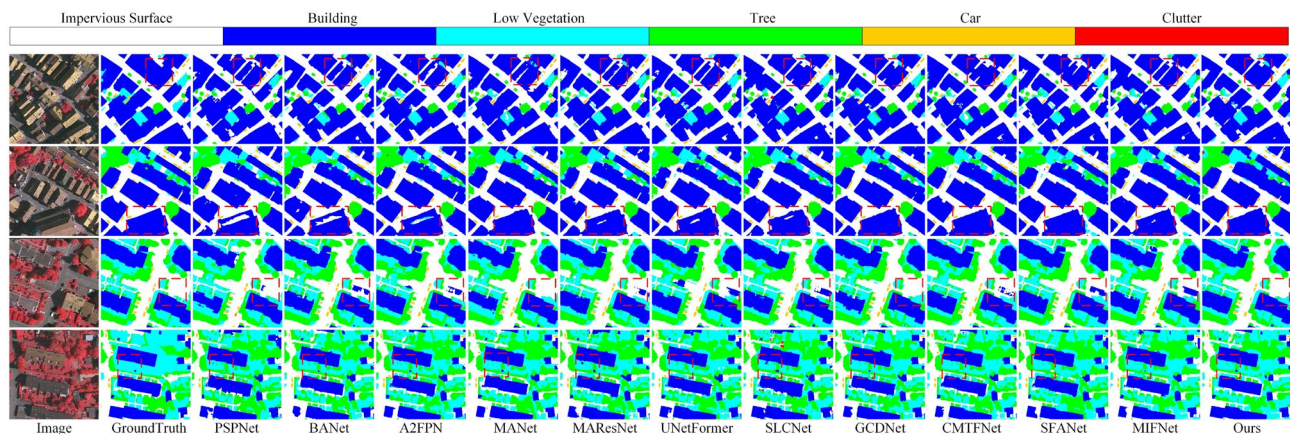 Impervious Surface Building Low Vegetation Tree Car Clutter
Image GroundTruth PSPNet BANet A2FPN MANet MAResNet UNetFormer SLCNet GCDNet CMTFNet SFANet MIFNet Ours